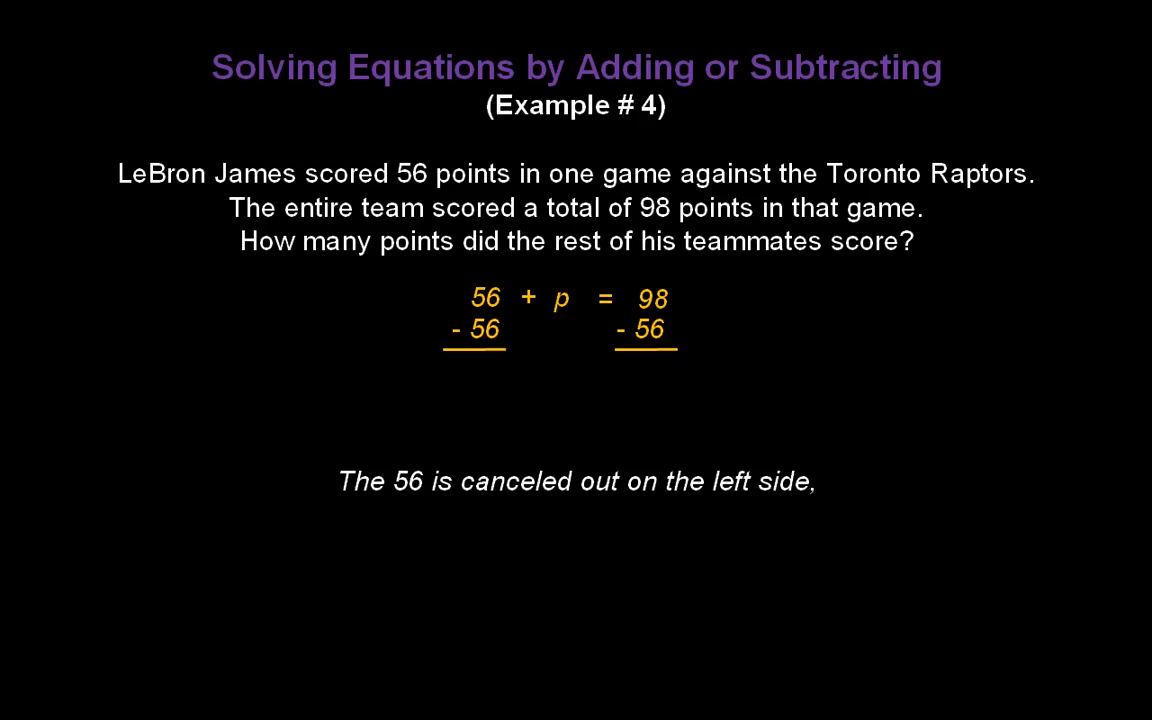 Solving Equations by Adding or Subtracting
(Example # 4)
LeBron James scored 56 points in one game against the Toronto Raptors.
The entire team scored a total of 98 points in that game.
How many points did the rest of his teammates score?
56 + p = 98
- 56 - 56
The 56 is canceled out on the left side,